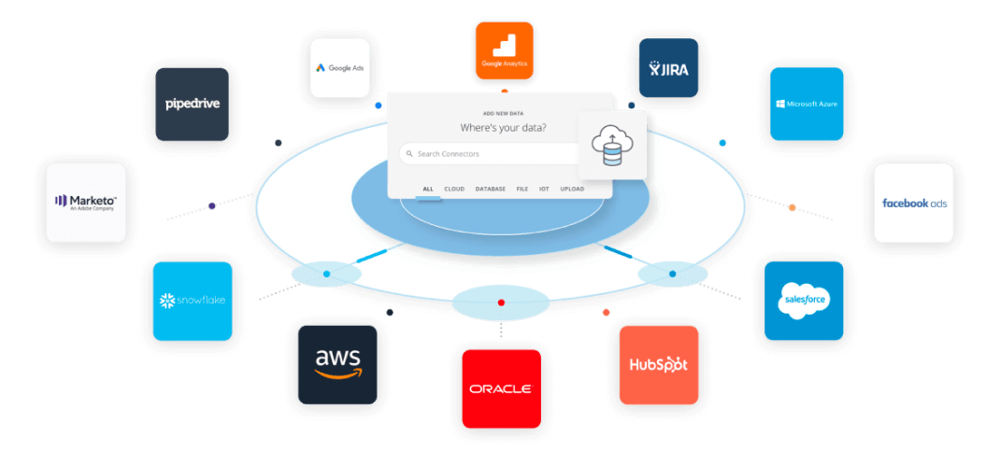 Google Analytics
Google Ads
JIRA
pipedrive
Microsoft Azure
ADD NEW DATA
Where's your data?
Search Connectors
ALL CLOUD DATABASE FILE IOT UPLOAD
Marketo™
An Adobe Company
facebook ads
snowflake
salesforce
aws
HubSpot
ORACLE